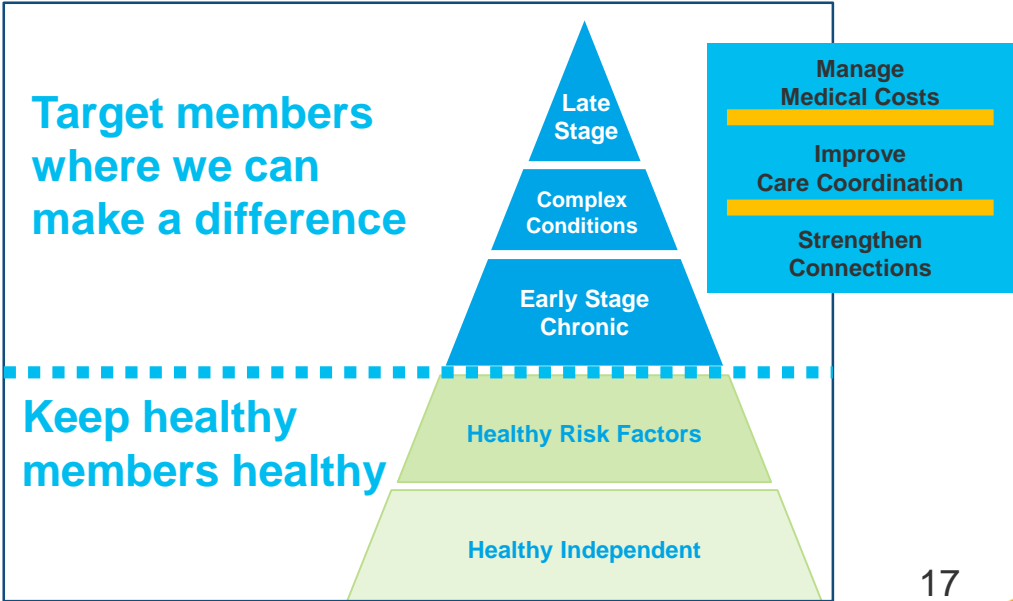 Target members
where we can
make a difference
Late
Stage
Complex
Conditions
Early Stage
Chronic
Manage
Medical Costs
Improve
Care Coordination
Strengthen
Connections
Keep healthy
members healthy
Healthy Risk Factors
Healthy Independent
17